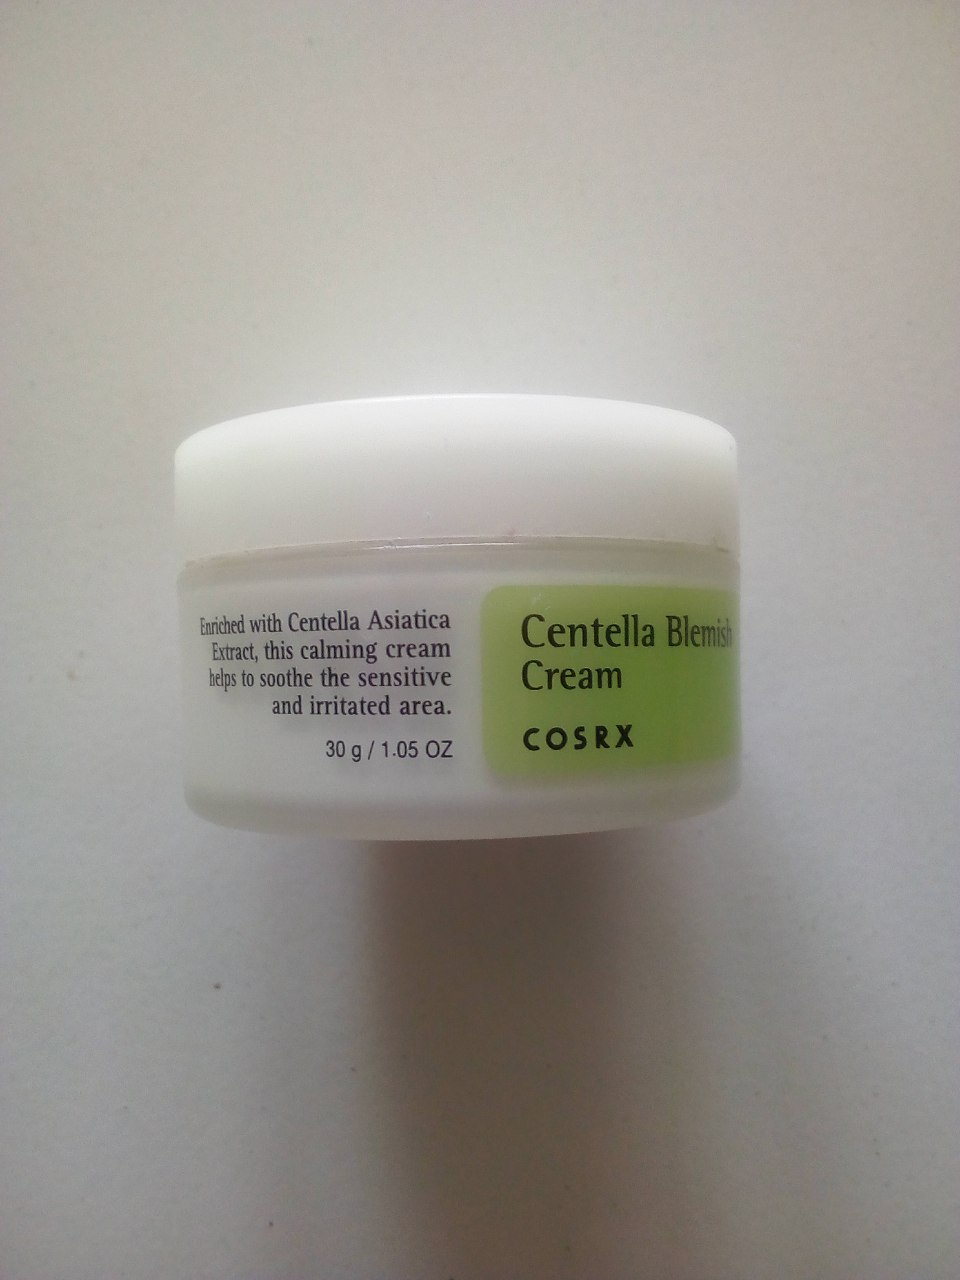 Enriched with Centella Asiatica
Extract, this calming cream
helps to soothe the sensitive
and irritated area.
30 g / 1.05 OZ
Centella Blemish
Cream
COSRX